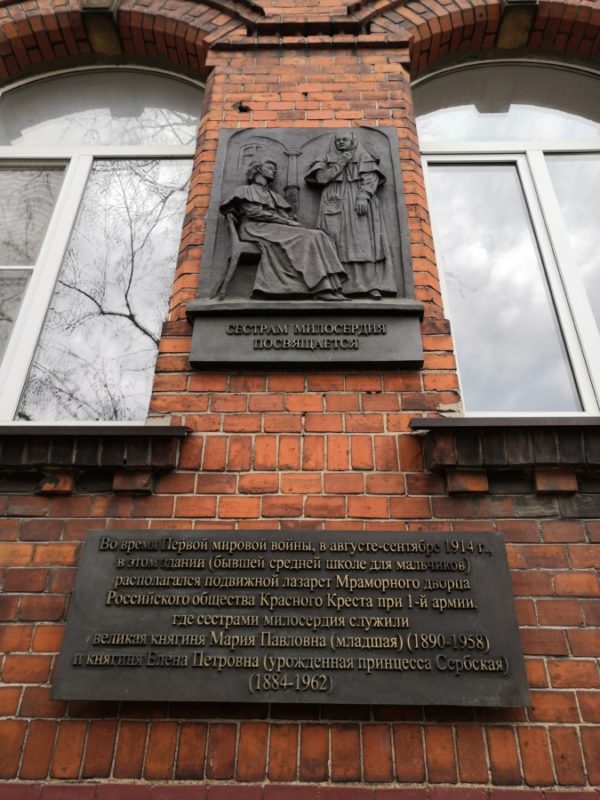 СЕСТРАМ МИЛОСЕРДИЯ
ПОСВЯЩАЕТСЯ
Во время Первой мировой войны, в августе-сентябре 1914 г.,
в этом здании (бывшей средней школе для мальчиков)
располагался подвижной лазарет Мраморного дворца
Российского общества Красного Креста при 1-й армии,
где сестрами милосердия служили
великая княгиня Мария Павловна (младшая) (1890-1958)
и княгиня Елена Петровна (урожденная принцесса Сербская)
(1884-1962)